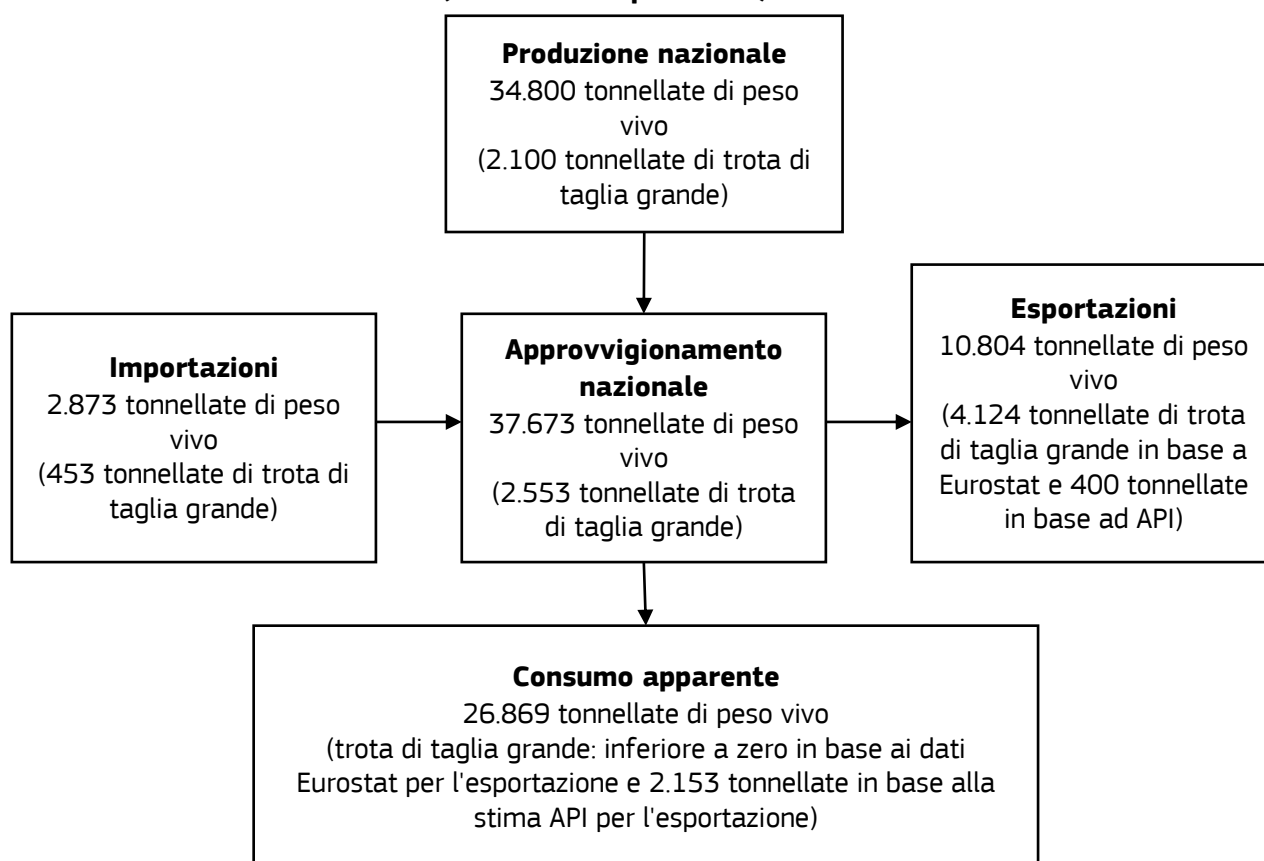 Produzione nazionale
34.800 tonnellate di peso
vivo
(2.100 tonnellate di trota di
taglia grande)
Importazioni
2.873 tonnellate di peso
vivo
(453 tonnellate di trota di
taglia grande)
Approvvigionamento
nazionale
37.673 tonnellate di peso
vivo
(2.553 tonnellate di trota
di taglia grande)
Esportazioni
10.804 tonnellate di peso
vivo
(4.124 tonnellate di trota
di taglia grande in base a
Eurostat e 400 tonnellate
in base ad API)
Consumo apparente
26.869 tonnellate di peso vivo
(trota di taglia grande: inferiore a zero in base ai dati
Eurostat per l'esportazione e 2.153 tonnellate in base alla
stima API per l'esportazione)